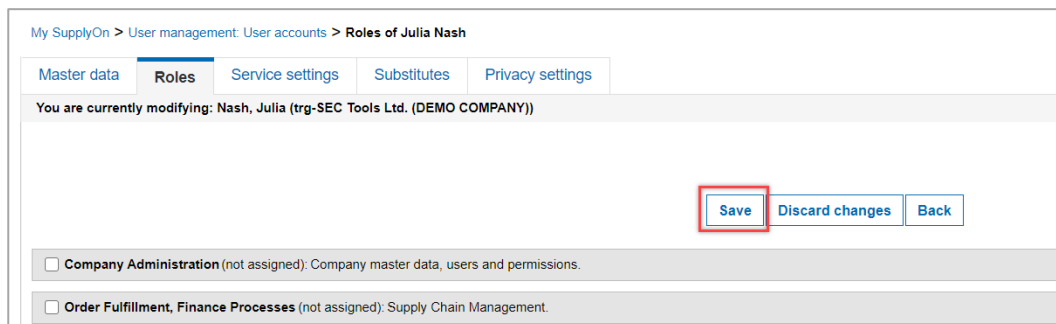 My SupplyOn > User management: User accounts > Roles of Julia Nash
Master data Roles Service settings Substitutes Privacy settings
You are currently modifying: Nash, Julia (trg-SEC Tools Ltd. (DEMO COMPANY))
Save Discard changes Back
Company Administration (not assigned): Company master data, users and permissions.
Order Fulfillment, Finance Processes (not assigned): Supply Chain Management.